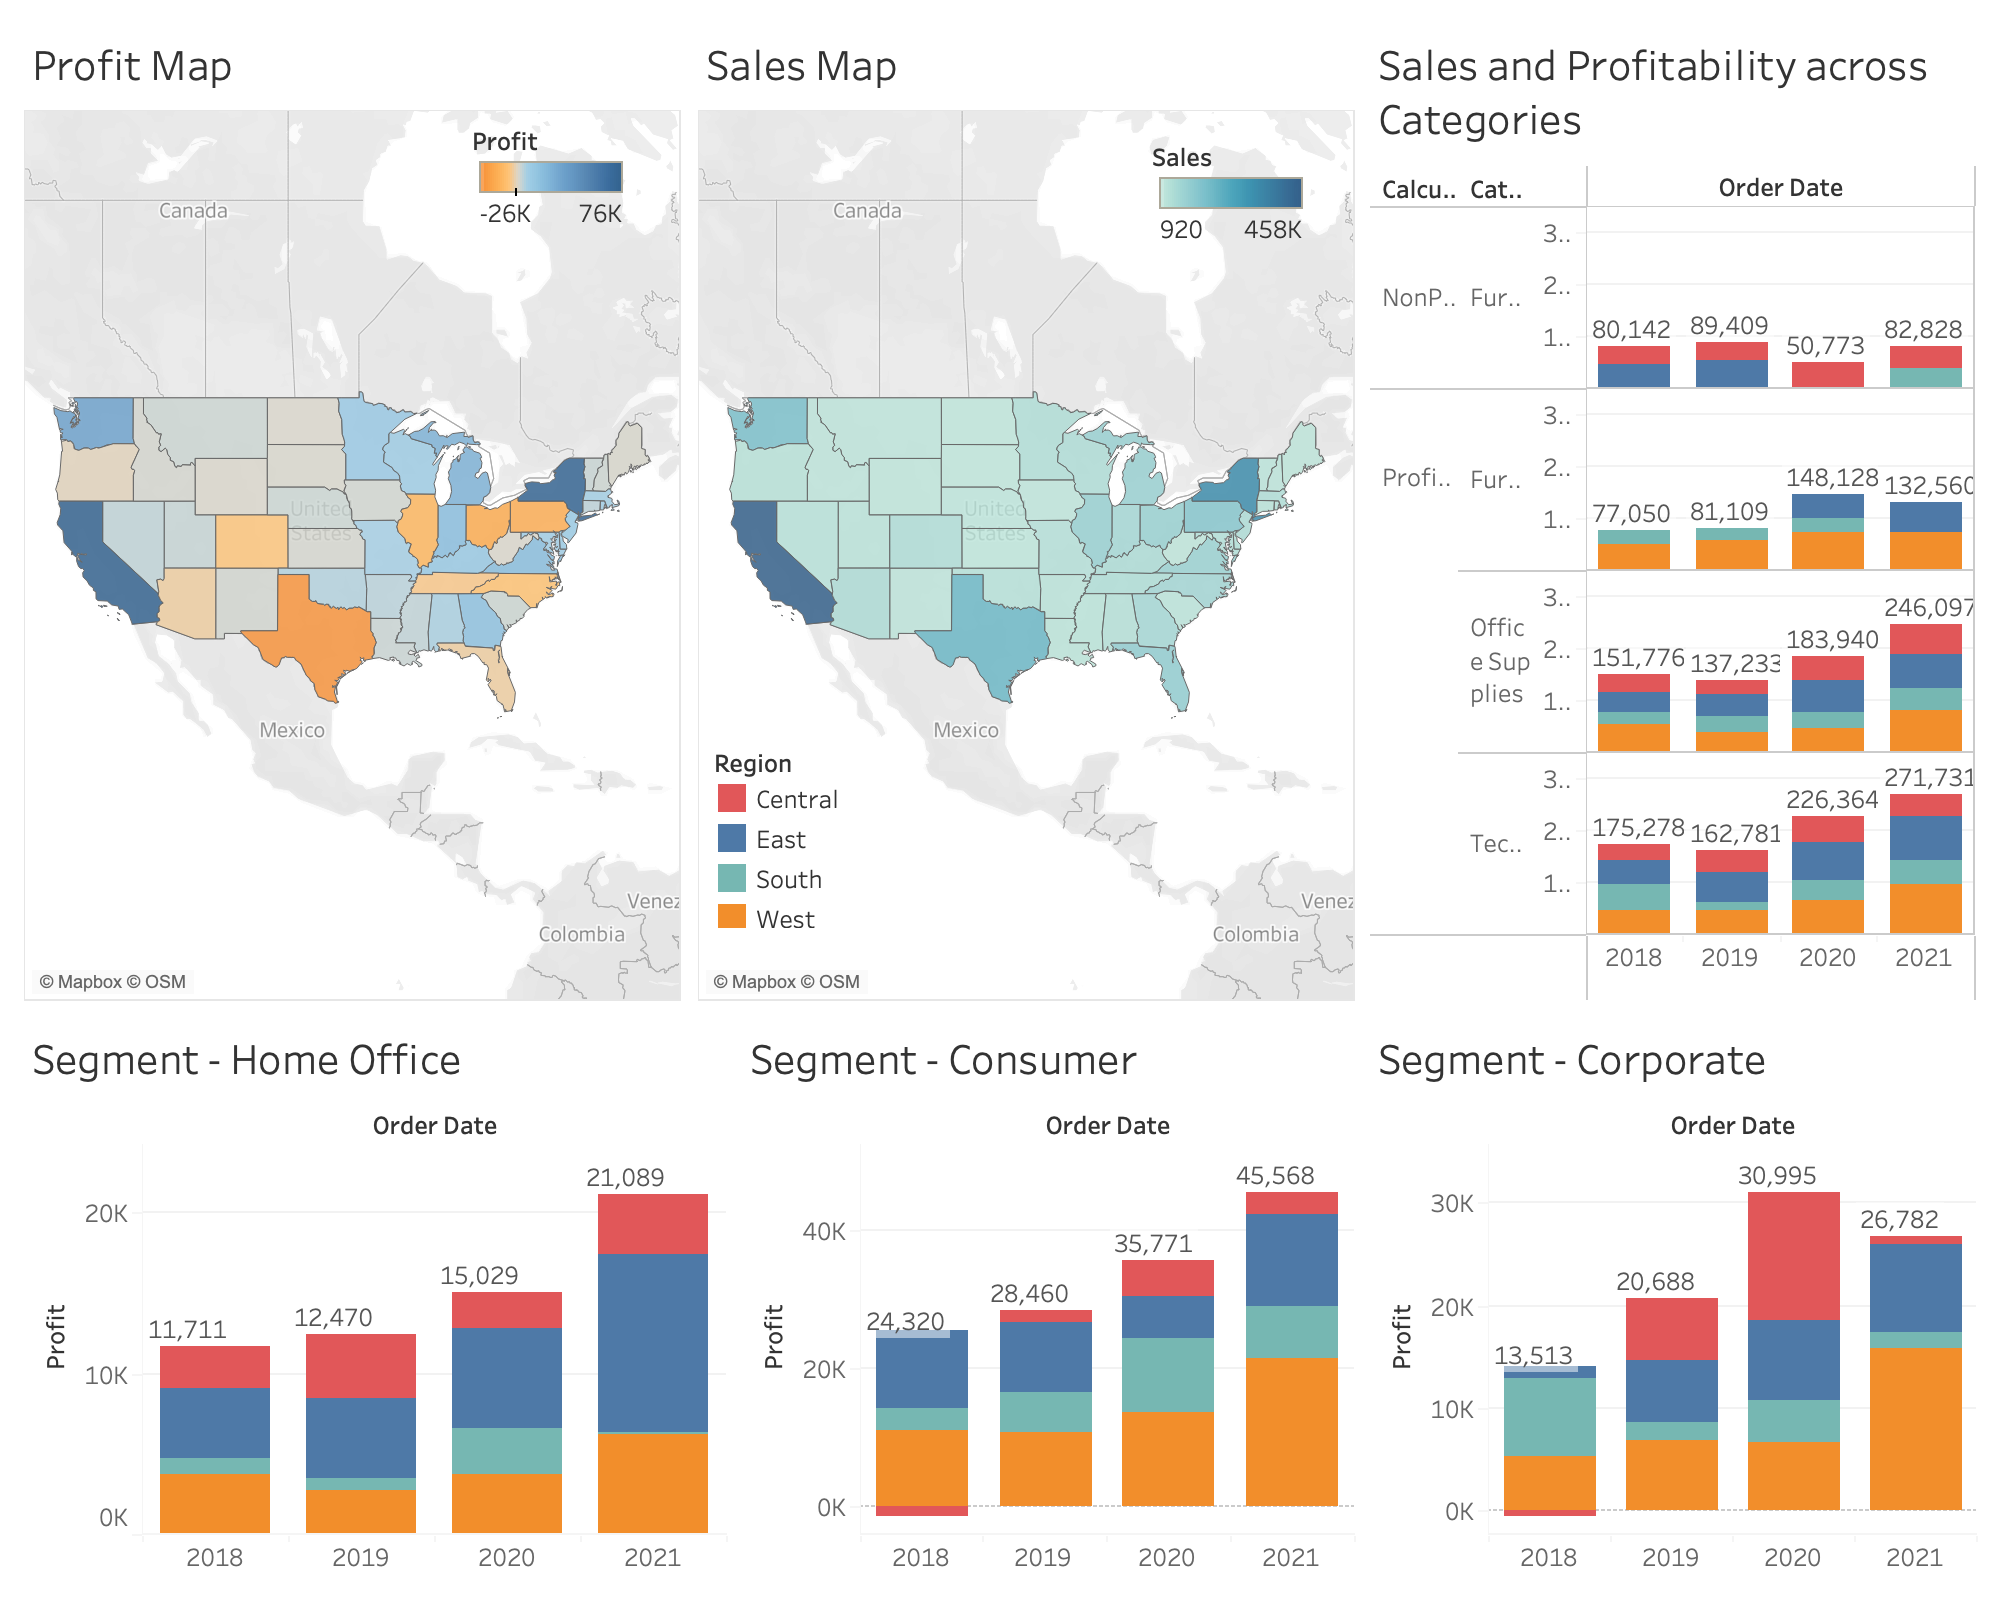 Profit Map
Profit
-26K 76K
Canada
United
States
Mexico
Venez
Colombia
© Mapbox © OSM
Sales Map
Sales
920 458K
Canada
United
States
Mexico
Region
Central
East
South
West
Venez
Colombia
© Mapbox © OSM
Sales and Profitability across
Categories
Calcu.. Cat.. Order Date
NonP.. Fur..
3..
2..
1..
80,142 89,409 50,773 82,828
Profi.. Fur..
3..
2..
1..
77,050 81,109 148,128 132,560
Offic
e Sup
plies
3..
2..
1..
151,776 137,233 183,940 246,097
Tec..
3..
2..
1..
175,278 162,781 226,364 271,731
2018 2019 2020 2021
Segment - Home Office
Order Date
Profit
20K
10K
0K
11,711 12,470 15,029 21,089
2018 2019 2020 2021
Segment - Consumer
Order Date
Profit
40K
20K
0K
24,320 28,460 35,771 45,568
2018 2019 2020 2021
Segment - Corporate
Order Date
Profit
30K
20K
10K
0K
13,513 20,688 30,995 26,782
2018 2019 2020 2021